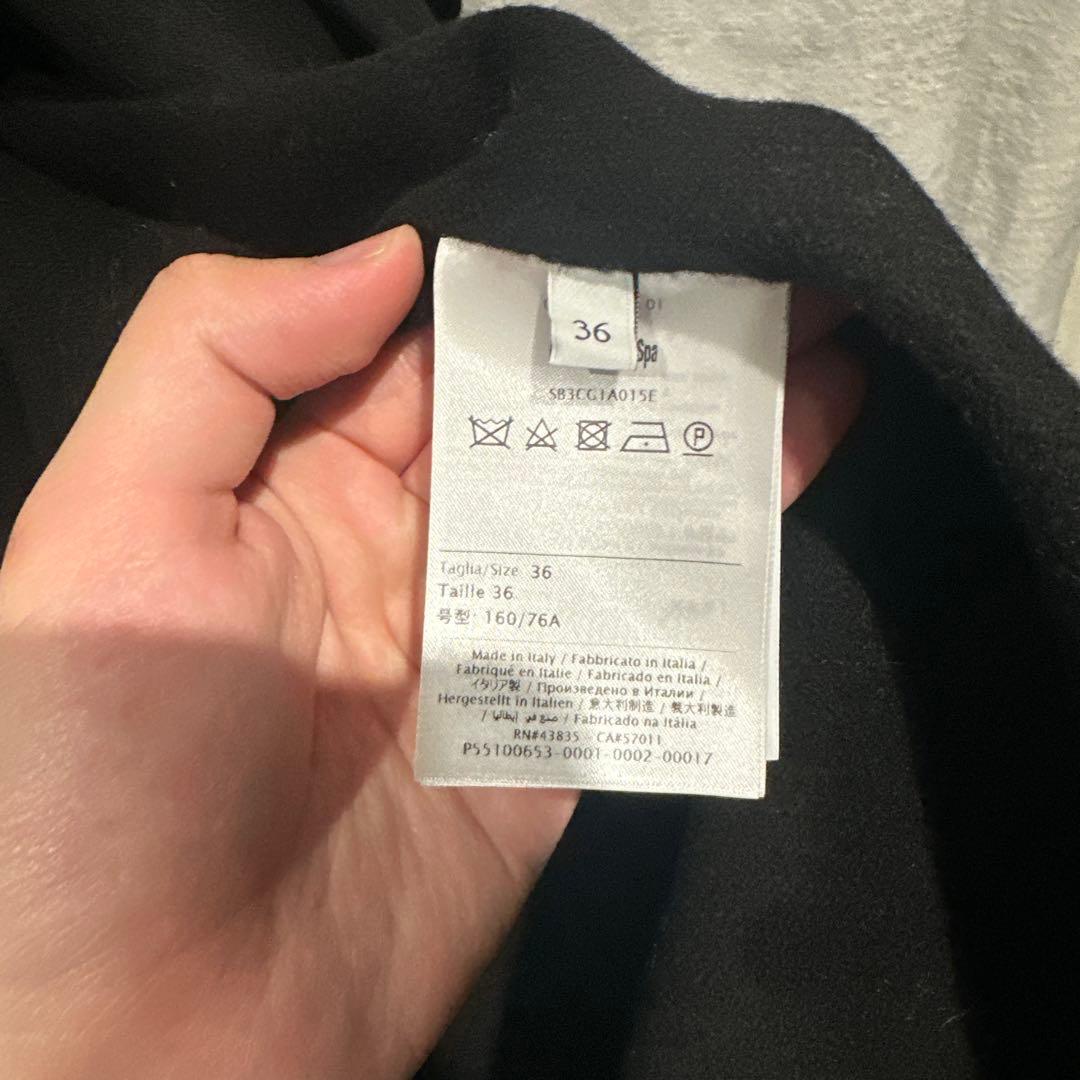 01
36
Spa
SB3CG1A015E
P
Taglia/Size 36
Taille 36
号型: 160/76A
Made in Italy / Fabbricato in Italia /
Fabriqué en Italie / Fabricado en Italia /
イタリア製 / Произведено в Италии /
Hergestellt in Italien / 意大利制造 / 義大利製造
/ صنع في إيطاليا / Fabricado na Itália
RN#43835 - CA#57011
P55100653-0001-0002-00017